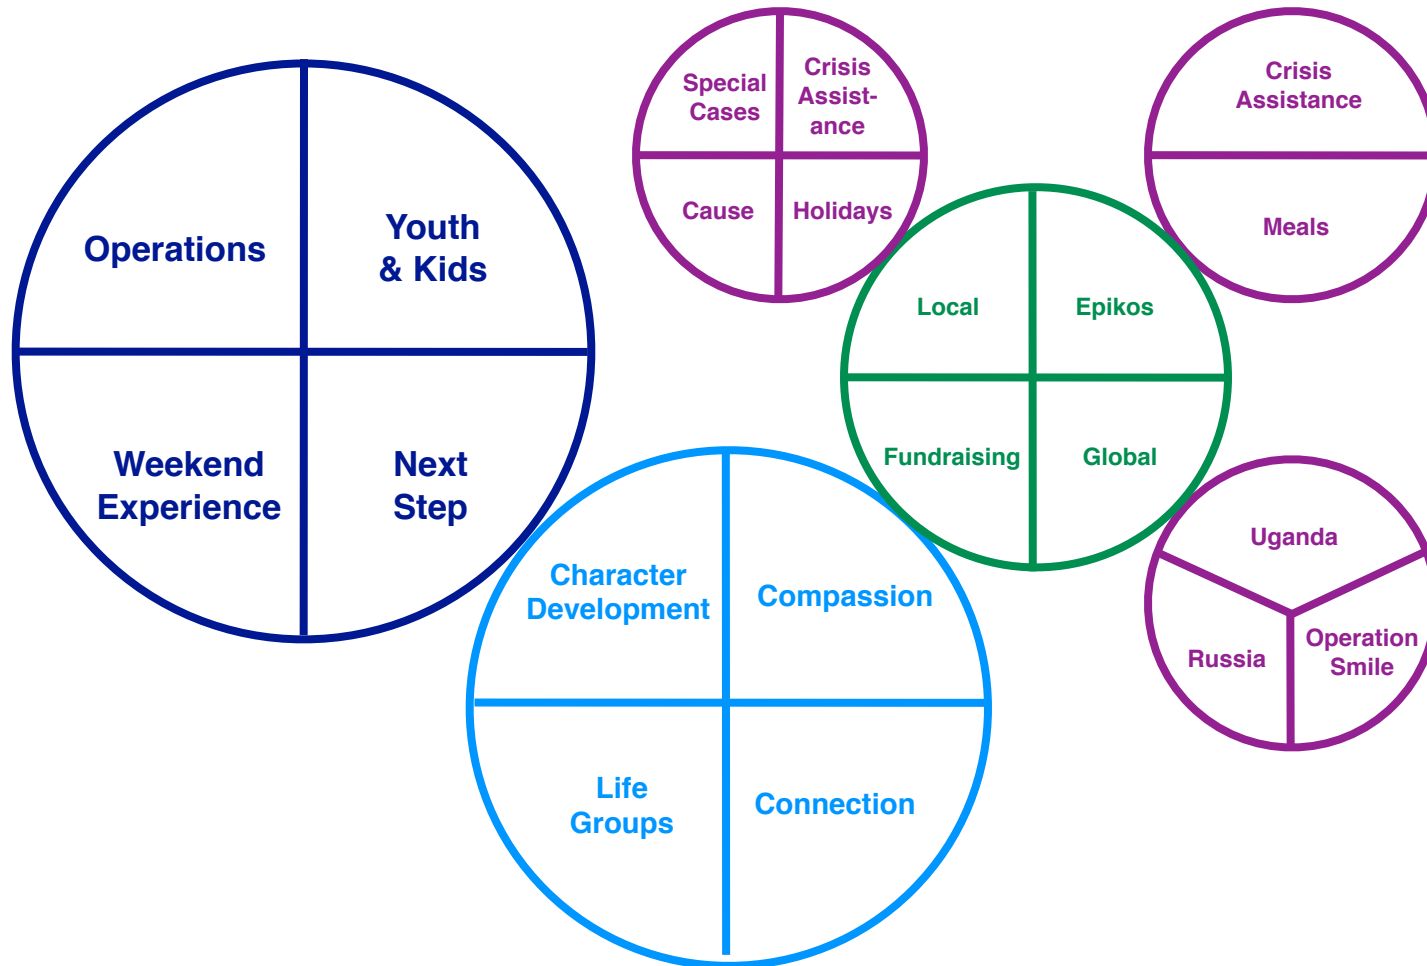 Operations
Youth
& Kids
Weekend
Experience
Next
Step
Special
Cases
Crisis
Assist-
ance
Cause
Holidays
Crisis
Assistance
Meals
Local
Epikos
Fundraising
Global
Character
Development
Compassion
Life
Groups
Connection
Uganda
Russia
Operation
Smile